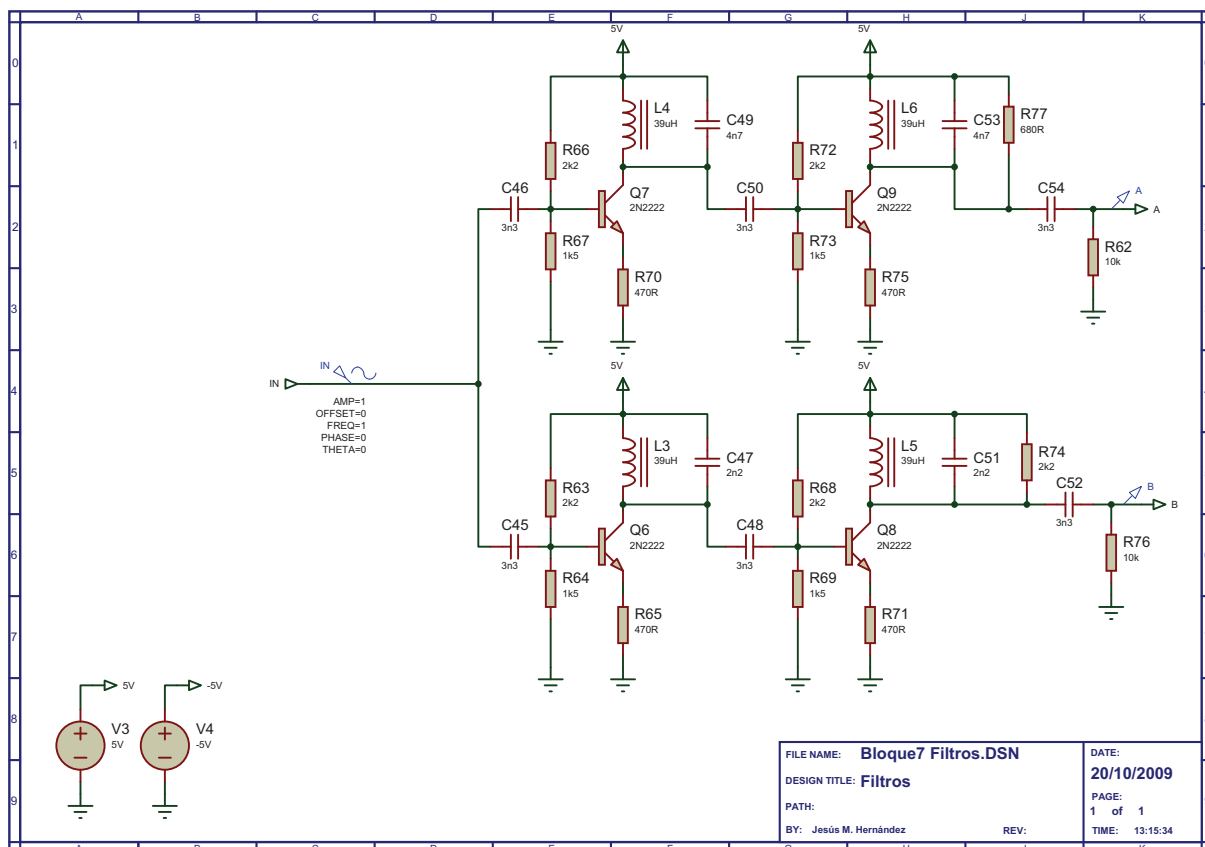 A B C D E F G H J K
0
1
2
3
4
5
6
7
8
9
5V
5V
L4
39uH
C49
4n7
L6
39uH
C53
4n7
R77
680R
R66
2k2
R72
2k2
C46
3n3
Q7
2N2222
C50
3n3
Q9
2N2222
C54
3n3
A
A
R67
1k5
R73
1k5
R62
10k
R70
470R
R75
470R
IN
IN
AMP=1
OFFSET=0
FREQ=1
PHASE=0
THETA=0
5V
5V
L3
39uH
C47
2n2
L5
39uH
C51
2n2
R74
2k2
R63
2k2
R68
2k2
C52
3n3
B
B
C45
3n3
Q6
2N2222
C48
3n3
Q8
2N2222
R76
10k
R64
1k5
R69
1k5
R65
470R
R71
470R
5V
-5V
V3
5V
V4
-5V
FILE NAME: Bloque7 Filtros.DSN
DESIGN TITLE: Filtros
PATH:
BY: Jesús M. Hernández REV:
DATE:
20/10/2009
PAGE:
1 of 1
TIME: 13:15:34